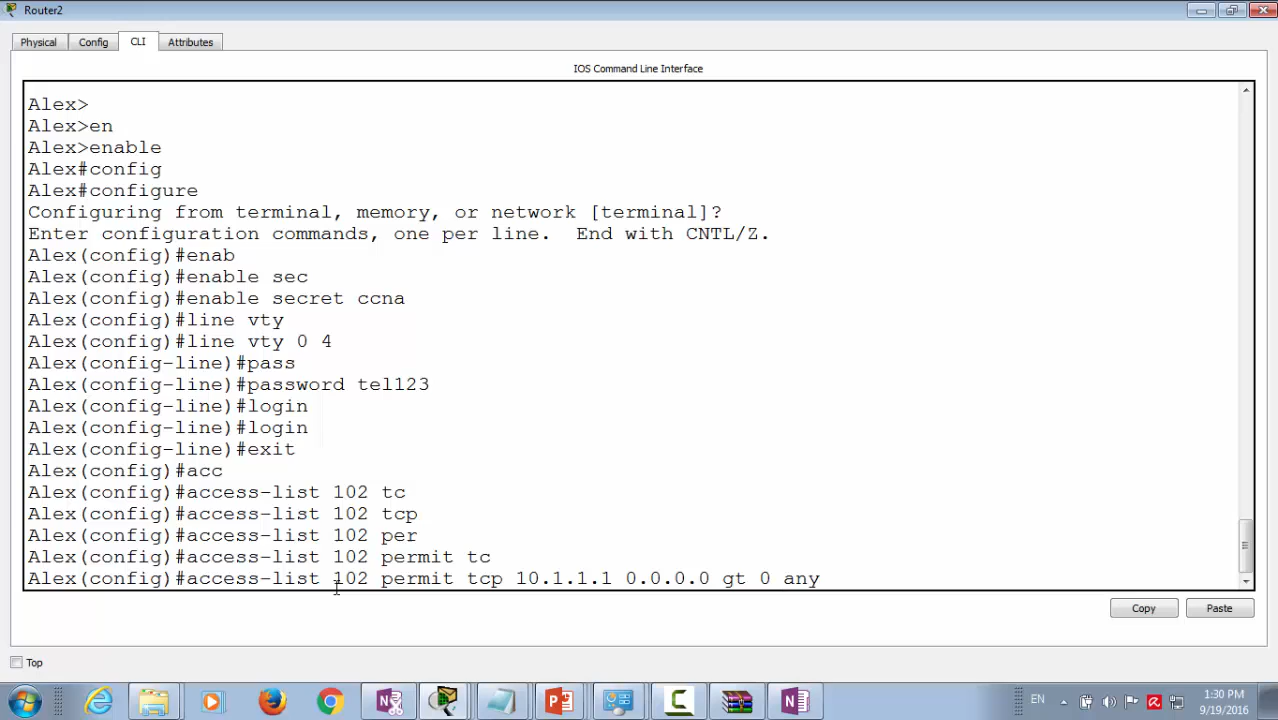 Router2
Physical Config CLI Attributes
IOS Command Line Interface
Alex>
Alex>en
Alex>enable
Alex#config
Alex#configure
Configuring from terminal, memory, or network [terminal]?
Enter configuration commands, one per line.  End with CNTL/Z.
Alex(config)#enab
Alex(config)#enable sec
Alex(config)#enable secret ccna
Alex(config)#line vty
Alex(config)#line vty 0 4
Alex(config-line)#pass
Alex(config-line)#password tel123
Alex(config-line)#login
Alex(config-line)#login
Alex(config-line)#exit
Alex(config)#acc
Alex(config)#access-list 102 tc
Alex(config)#access-list 102 tcp
Alex(config)#access-list 102 per
Alex(config)#access-list 102 permit tc
Alex(config)#access-list 102 permit tcp 10.1.1.1 0.0.0.0 gt 0 any
Copy Paste
Top
EN
1:30 PM
9/19/2016